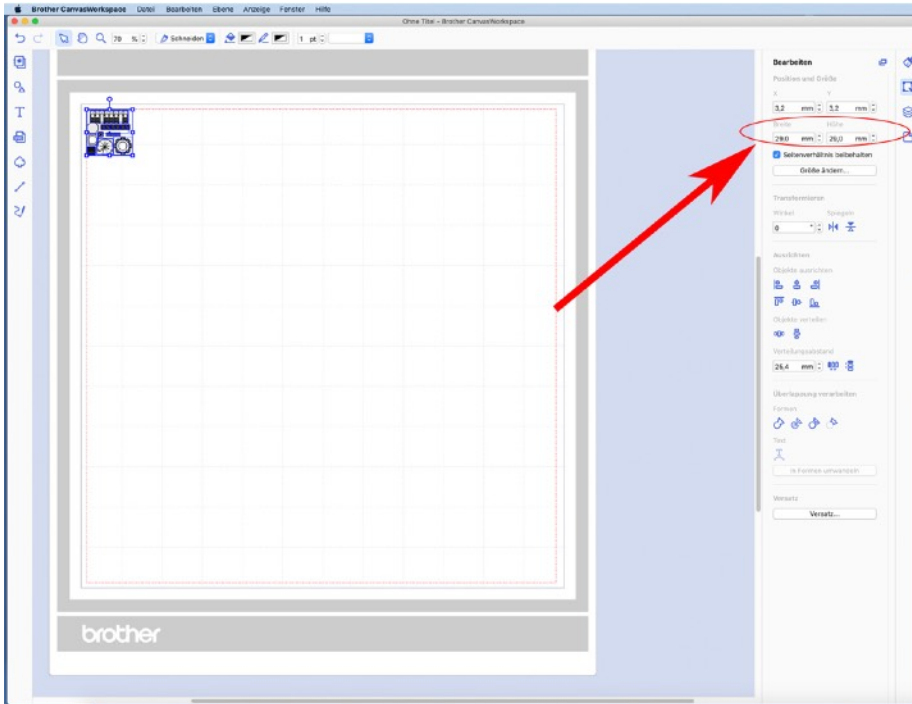 Brother CanvasWorkspace Datei Bearbeiten Ebene Anzeige Fenster Hilfe
Ohne Titel - Brother CanvasWorkspace
70 % Schneiden 1 pt
Bearbeiten
Position und Größe
X Y
3,2 mm 3,2 mm
Breite Höhe
29,0 mm 29,0 mm
Seitenverhältnis beibehalten
Größe ändern...
Transformieren
Winkel Spiegeln
0 °
Ausrichten
Objekte ausrichten
Objekte verteilen
Verteilungsabstand
25,4 mm
Überlappung verarbeiten
Formen
Text
In Formen umwandeln
Versatz
Versatz...
brother